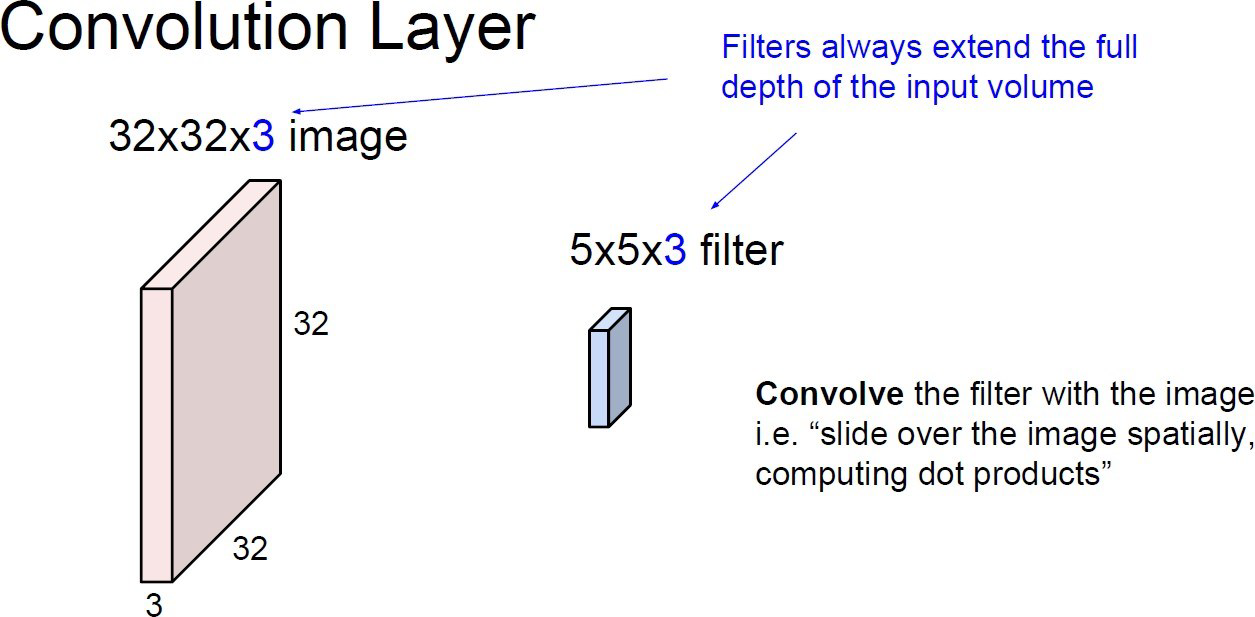 Convolution Layer
Filters always extend the full
depth of the input volume
32x32x3 image
5x5x3 filter
32
Convolve the filter with the image
i.e. “slide over the image spatially,
computing dot products”
32
3